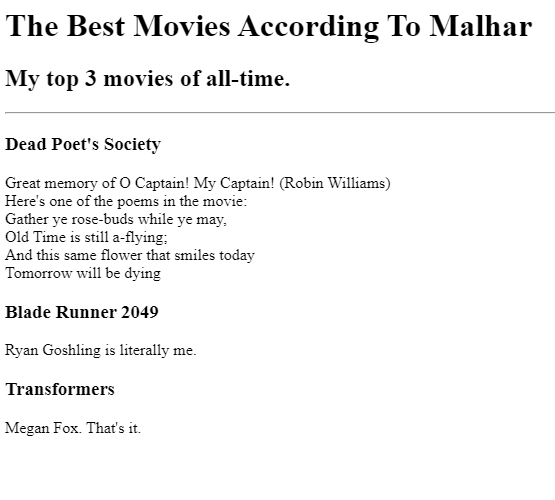 The Best Movies According To Malhar
My top 3 movies of all-time.
Dead Poet's Society
Great memory of O Captain! My Captain! (Robin Williams)
Here's one of the poems in the movie:
Gather ye rose-buds while ye may,
Old Time is still a-flying;
And this same flower that smiles today
Tomorrow will be dying
Blade Runner 2049
Ryan Goshling is literally me.
Transformers
Megan Fox. That's it.